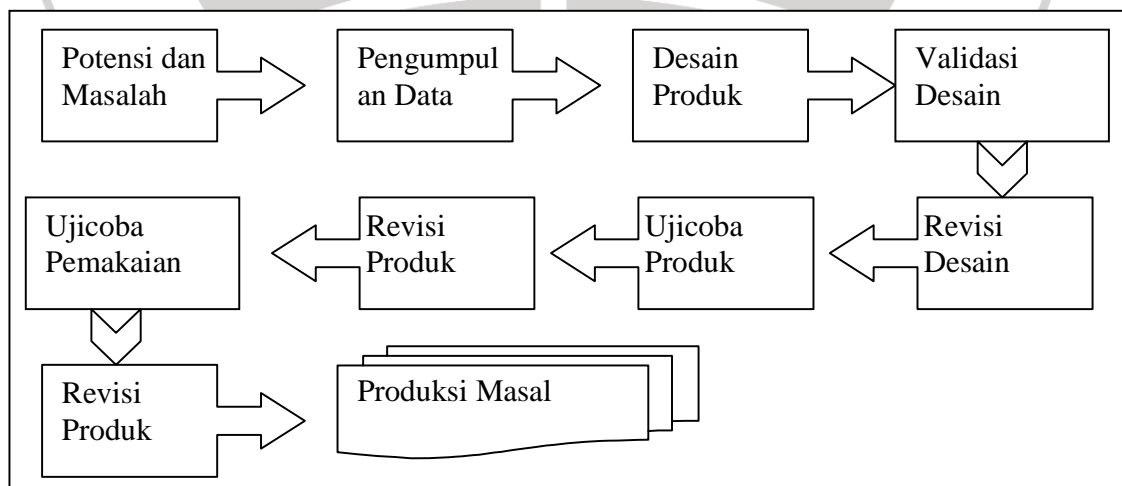 Potensi dan
Masalah
Pengumpul
an Data
Desain
Produk
Validasi
Desain
Revisi
Desain
Ujicoba
Produk
Revisi
Produk
Ujicoba
Pemakaian
Revisi
Produk
Produksi Masal